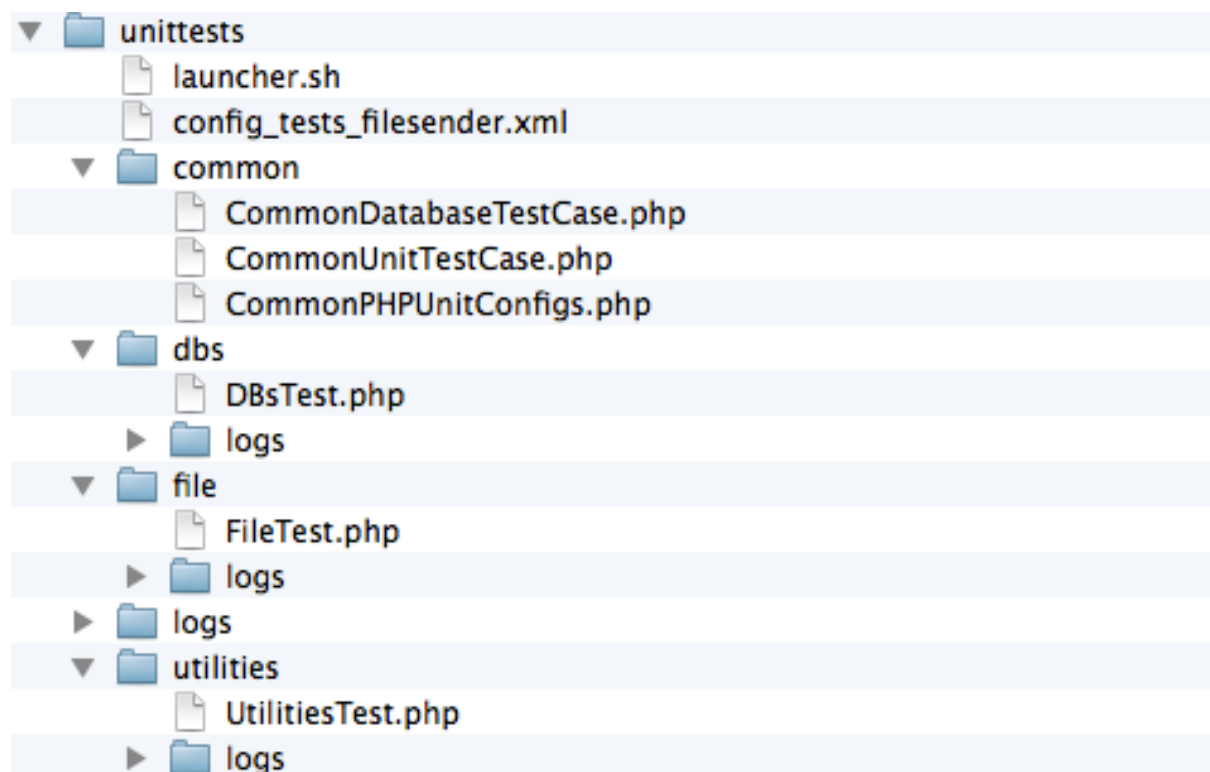 unittests
launcher.sh
config_tests_filesender.xml
common
CommonDatabaseTestCase.php
CommonUnitTestCase.php
CommonPHPUnitConfigs.php
dbs
DBsTest.php
logs
file
FileTest.php
logs
logs
utilities
UtilitiesTest.php
logs